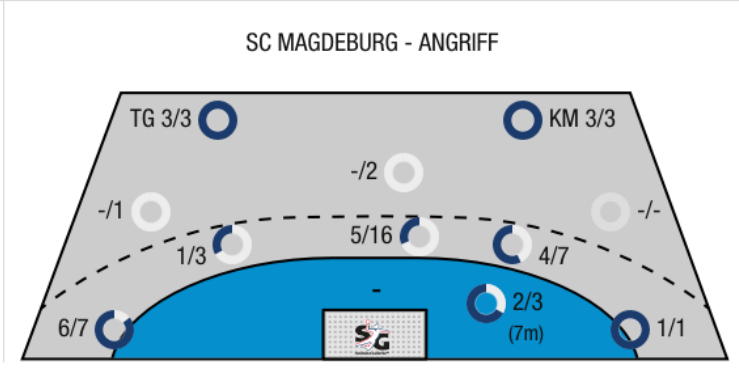 SC MAGDEBURG - ANGRIFF
TG 3/3
KM 3/3
-/2
-/1
-/-
1/3
5/16
4/7
-
6/7
2/3
(7m)
1/1
SG